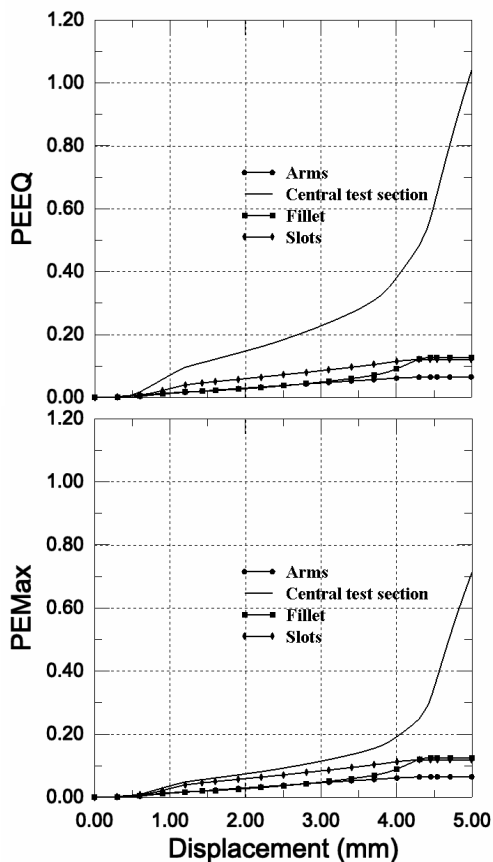 1.20
1.00
0.80
0.60
0.40
0.20
0.00
PEEQ
Arms
Central test section
Fillet
Slots
1.20
1.00
0.80
0.60
0.40
0.20
0.00
PEMax
Arms
Central test section
Fillet
Slots
0.00 1.00 2.00 3.00 4.00 5.00
Displacement (mm)